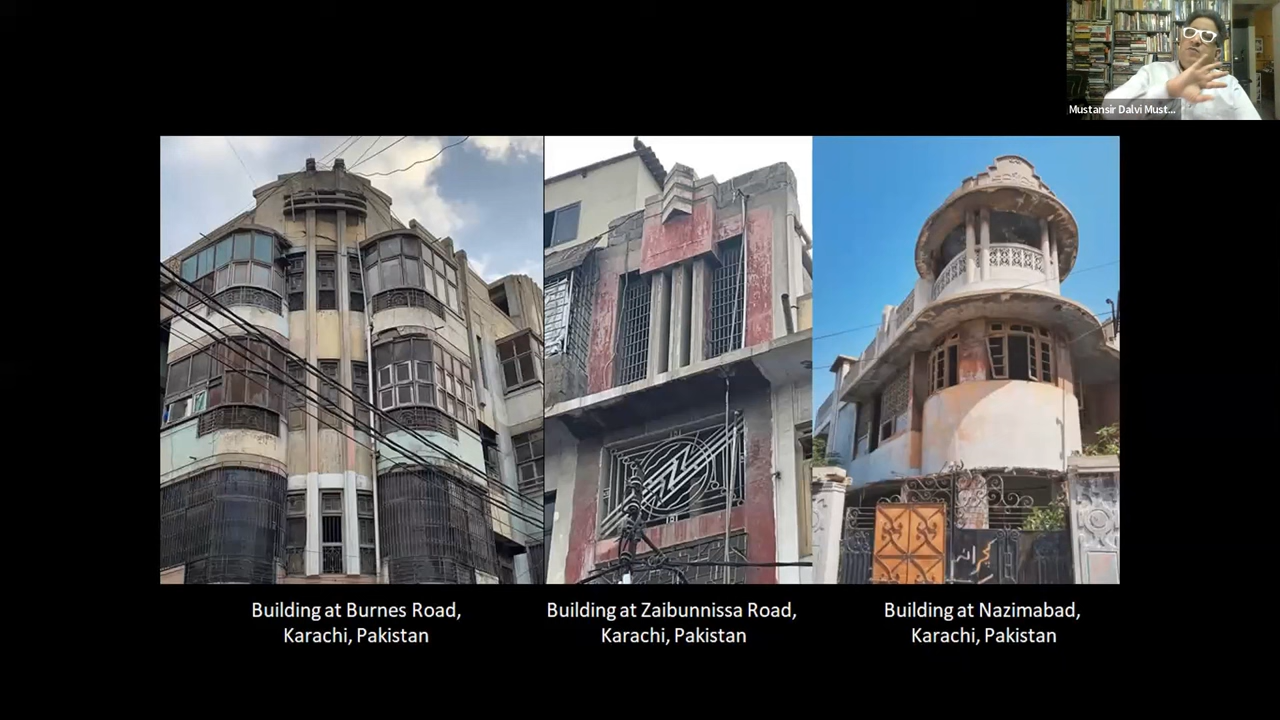 Mustansir Dalvi Must...
Building at Burnes Road,
Karachi, Pakistan
Building at Zaibunnissa Road,
Karachi, Pakistan
Building at Nazimabad,
Karachi, Pakistan